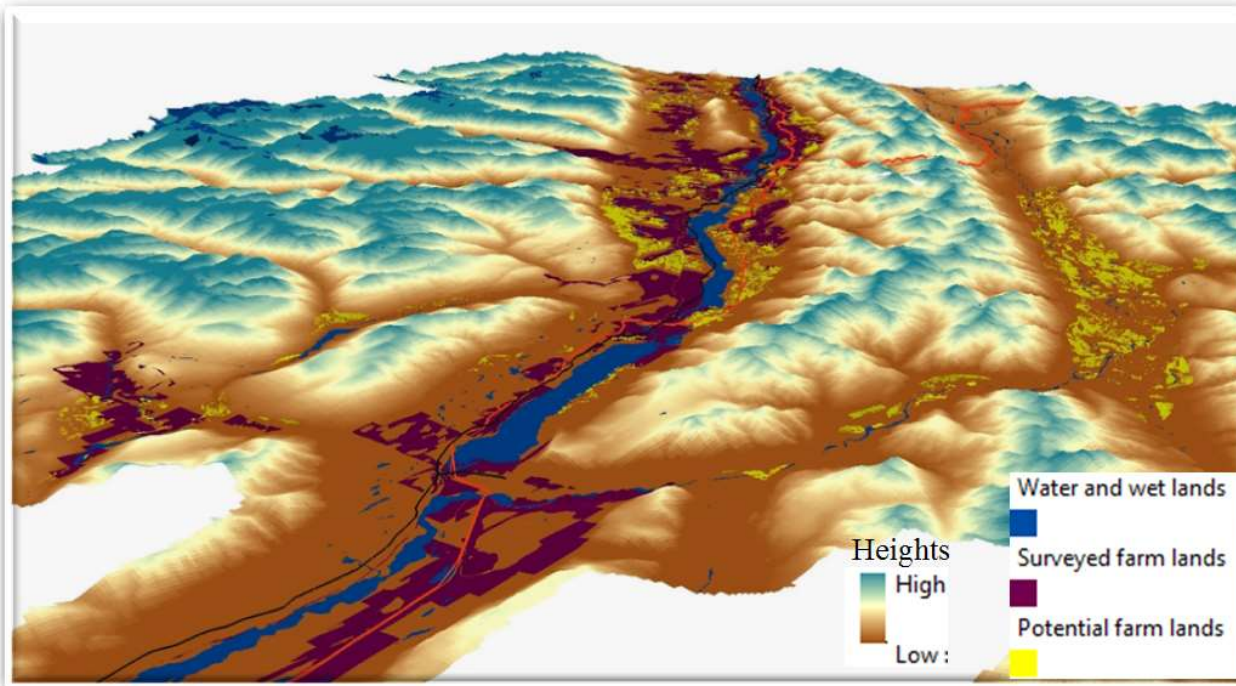 Heights
High
Low :
Water and wet lands
Surveyed farm lands
Potential farm lands